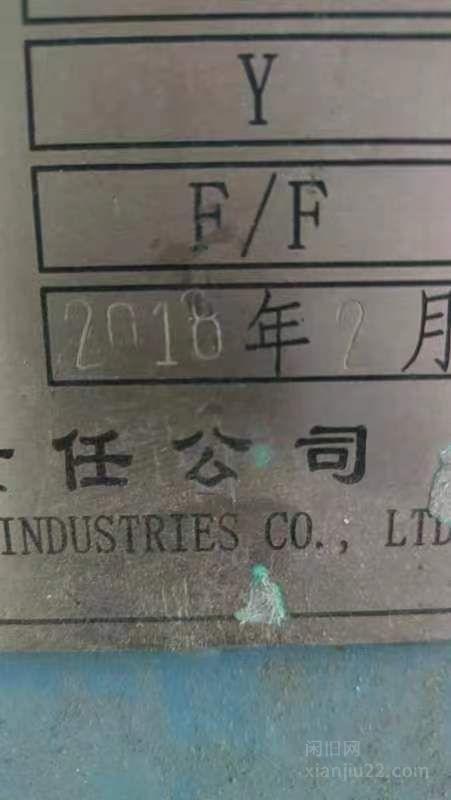 Y
F/F
2018年2月
任公司
INDUSTRIES CO., LTD
闲旧网
xianjiu22.com